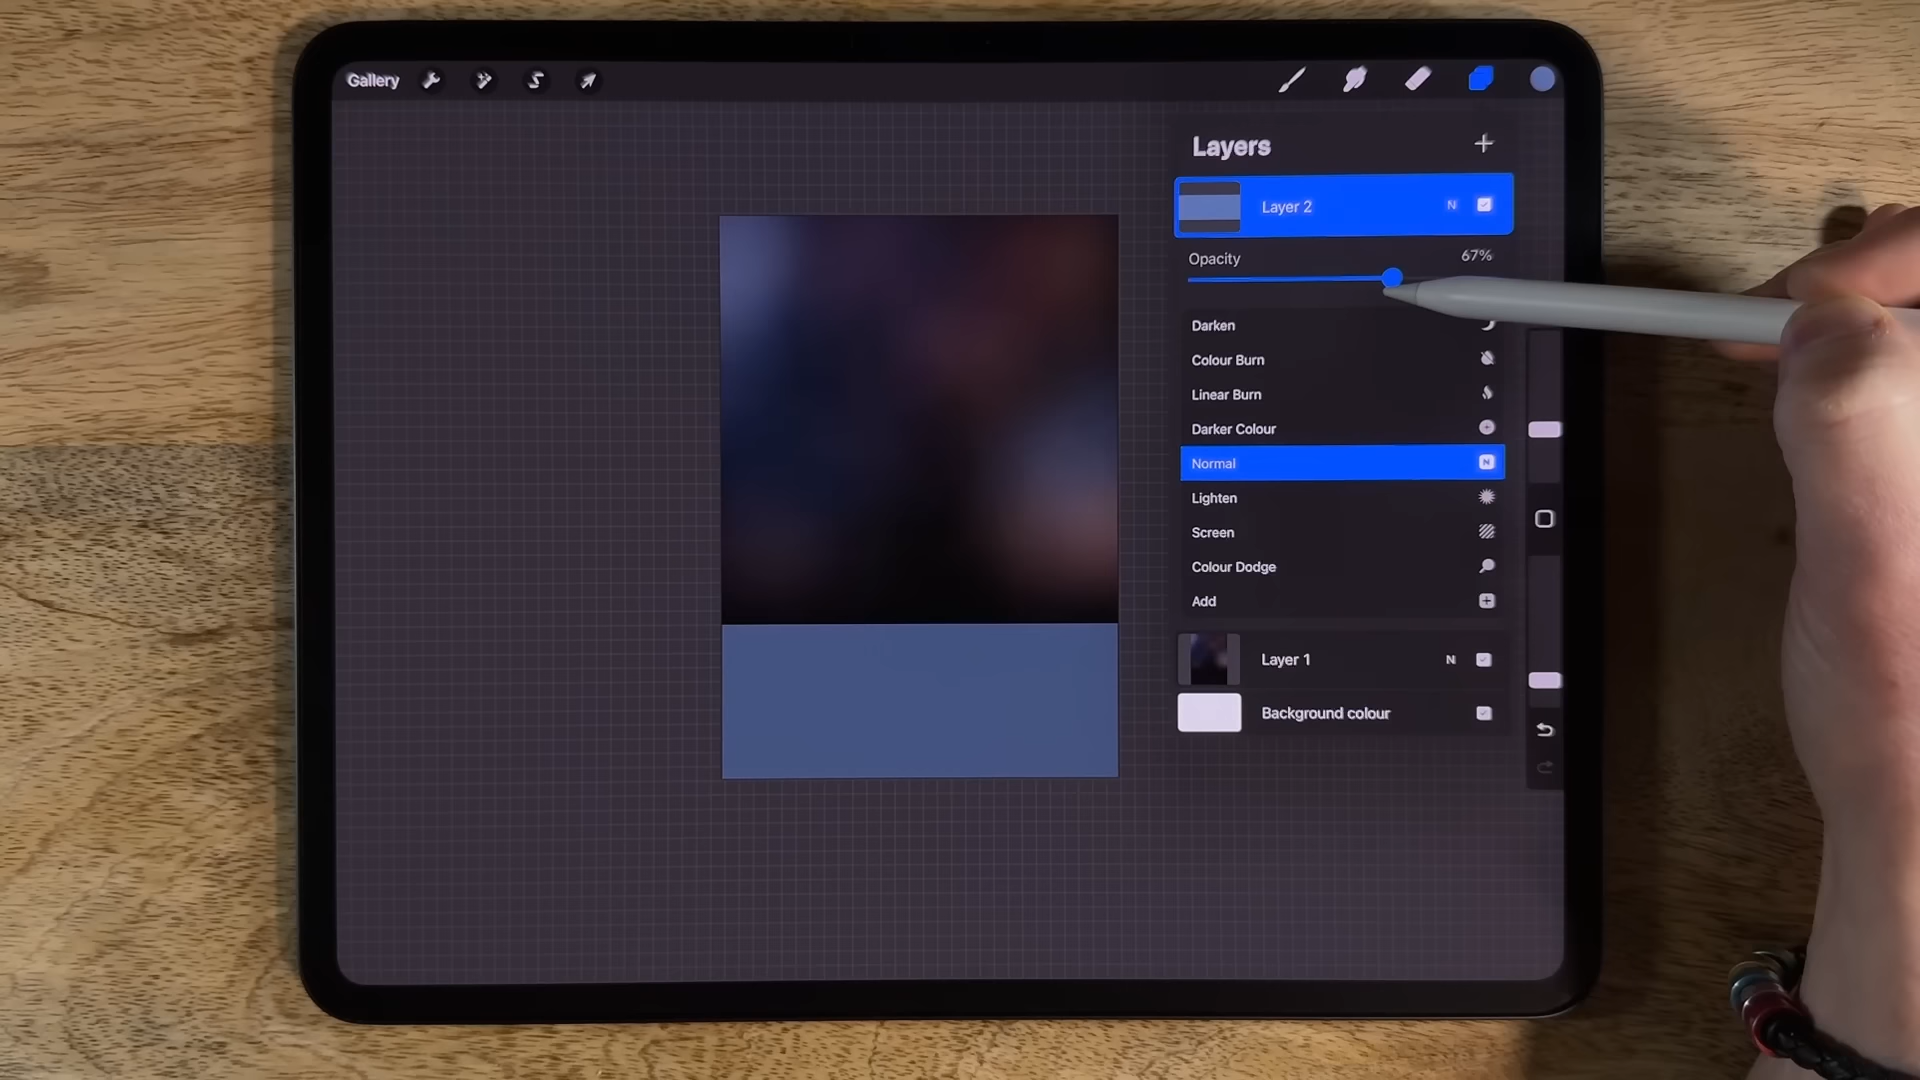 Gallery
Layers
Layer 2 N
Opacity 67%
Darken
Colour Burn
Linear Burn
Darker Colour
Normal N
Lighten
Screen
Colour Dodge
Add
Layer 1 N
Background colour